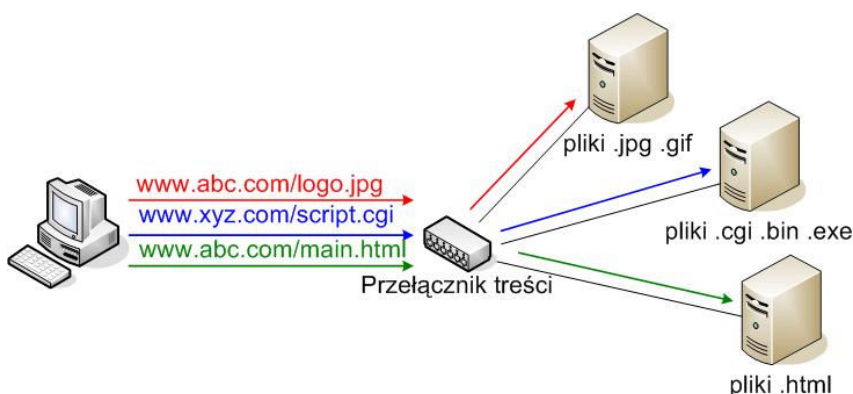 www.abc.com/logo.jpg
www.xyz.com/script.cgi
www.abc.com/main.html
Przełącznik treści
pliki .jpg .gif
pliki .cgi .bin .exe
pliki .html